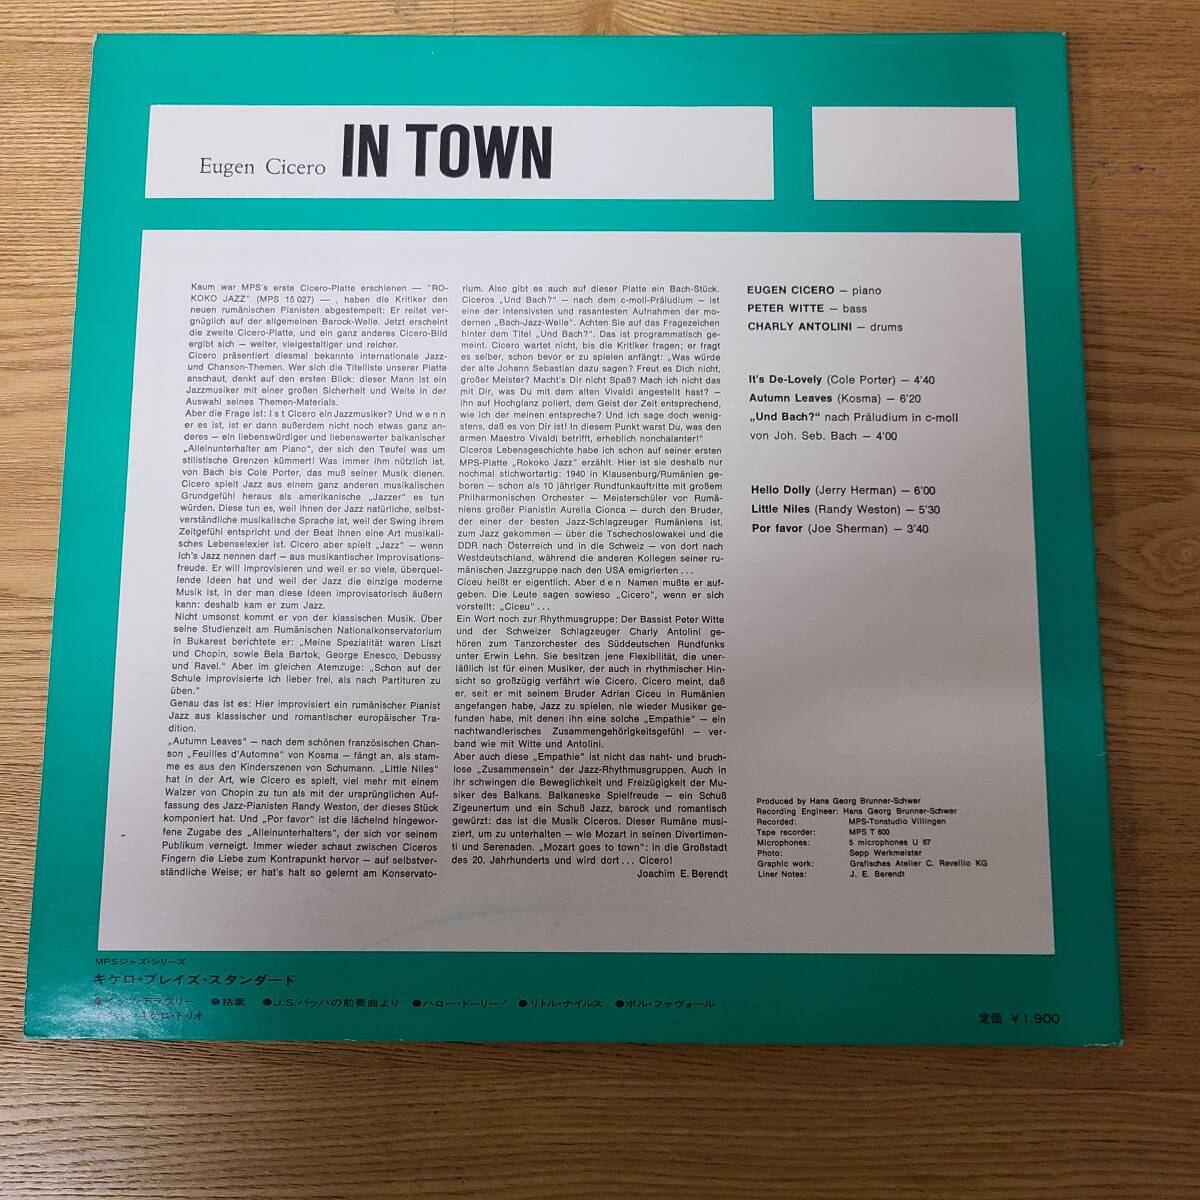 Eugen Cicero IN TOWN
Kaum war MPS's erste Cicero-Platte erschienen — "RO-
KOKO JAZZ" (MPS 15 027) — , haben die Kritiker den
neuen rumänischen Pianisten abgestempelt: Er reitet ver-
gnüglich auf der allgemeinen Barock-Welle. Jetzt erscheint
die zweite Cicero-Platte, und ein ganz anderes Cicero-Bild
ergibt sich — weiter, vielgestaltiger und reicher.
Cicero präsentiert diesmal bekannte internationale Jazz-
und Chanson-Themen. Wer sich die Titelliste unserer Platte
anschaut, denkt auf den ersten Blick: dieser Mann ist ein
Jazzmusiker mit einer großen Sicherheit und Weite in der
Auswahl seines Themen-Materials.
Aber die Frage ist: I s t Cicero ein Jazzmusiker? Und w e n n
er es ist, ist er dann außerdem nicht noch etwas ganz an-
deres — ein liebenswürdiger und liebenswerter balkanischer
„Alleinunterhalter am Piano", der sich den Teufel was um
stilistische Grenzen kümmert! Was immer ihm nützlich ist,
von Bach bis Cole Porter, das muß seiner Musik dienen.
Cicero spielt Jazz aus einem ganz anderen musikalischen
Grundgefühl heraus als amerikanische „Jazzer" es tun
würden. Diese tun es, weil ihnen der Jazz natürliche, selbst-
verständliche musikalische Sprache ist, weil der Swing ihrem
Zeitgefühl entspricht und der Beat ihnen eine Art musikali-
sches Lebenselexier ist. Cicero aber spielt „Jazz" — wenn
ich's Jazz nennen darf — aus musikantischer Improvisations-
freude. Er will improvisieren und weil er so viele, überquel-
lende Ideen hat und weil der Jazz die einzige moderne
Musik ist, in der man diese Ideen improvisatorisch äußern
kann: deshalb kam er zum Jazz.
Nicht umsonst kommt er von der klassischen Musik. Über
seine Studienzeit am Rumänischen Nationalkonservatorium
in Bukarest berichtete er: „Meine Spezialität waren Liszt
und Chopin, sowie Bela Bartok, George Enesco, Debussy
und Ravel." Aber im gleichen Atemzuge: „Schon auf der
Schule improvisierte ich lieber frei, als nach Partituren zu
üben."
Genau das ist es: Hier improvisiert ein rumänischer Pianist
Jazz aus klassischer und romantischer europäischer Tra-
dition.
„Autumn Leaves" — nach dem schönen französischen Chan-
son „Feuilles d'Automne" von Kosma — fängt an, als stam-
me es aus den Kinderszenen von Schumann. „Little Niles"
hat in der Art, wie Cicero es spielt, viel mehr mit einem
Walzer von Chopin zu tun als mit der ursprünglichen Auf-
fassung des Jazz-Pianisten Randy Weston, der dieses Stück
komponiert hat. Und „Por favor" ist die lächelnd hingewor-
fene Zugabe des „Alleinunterhalters", der sich vor seinem
Publikum verneigt. Immer wieder schaut zwischen Ciceros
Fingern die Liebe zum Kontrapunkt hervor — auf selbstver-
ständliche Weise; er hat's halt so gelernt am Konservato-
rium. Also gibt es auch auf dieser Platte ein Bach-Stück.
Ciceros „Und Bach?" — nach dem c-moll-Präludium — ist
eine der intensivsten und rasantesten Aufnahmen der mo-
dernen „Bach-Jazz-Welle". Achten Sie auf das Fragezeichen
hinter dem Titel „Und Bach?". Das ist programmatisch ge-
meint. Cicero wartet nicht, bis die Kritiker fragen; er fragt
es selber, schon bevor er zu spielen anfängt: „Was würde
der alte Johann Sebastian dazu sagen? Freut es Dich nicht,
großer Meister? Macht's Dir nicht Spaß? Mach ich nicht das
mit Dir, was Du mit dem alten Vivaldi angestellt hast? —
ihn auf Hochglanz poliert, dem Geist der Zeit entsprechend,
wie ich der meinen entspreche? Und ich sage doch wenig-
stens, daß es von Dir ist! In diesem Punkt warst Du, was den
armen Maestro Vivaldi betrifft, erheblich nonchalanter!"
Ciceros Lebensgeschichte habe ich schon auf seiner ersten
MPS-Platte „Rokoko Jazz" erzählt. Hier ist sie deshalb nur
nochmal stichwortartig: 1940 in Klausenburg/Rumänien ge-
boren — schon als 10 jähriger Rundfunkauftritte mit großem
Philharmonischen Orchester — Meisterschüler von Rumä-
niens großer Pianistin Aurelia Cionca — durch den Bruder,
der einer der besten Jazz-Schlagzeuger Rumäniens ist,
zum Jazz gekommen — über die Tschechoslowakei und die
DDR nach Österreich und in die Schweiz — von dort nach
Westdeutschland, während die anderen Kollegen seiner ru-
mänischen Jazzgruppe nach den USA emigrierten . . .
Ciceu heißt er eigentlich. Aber d e n Namen mußte er auf-
geben. Die Leute sagen sowieso „Cicero", wenn er sich
vorstellt: „Ciceu" . . .
Ein Wort noch zur Rhythmusgruppe: Der Bassist Peter Witte
und der Schweizer Schlagzeuger Charly Antolini ge-
hören zum Tanzorchester des Süddeutschen Rundfunks
unter Erwin Lehn. Sie besitzen jene Flexibilität, die uner-
läßlich ist für einen Musiker, der auch in rhythmischer Hin-
sicht so großzügig verfährt wie Cicero. Cicero meint, daß
er, seit er mit seinem Bruder Adrian Ciceu in Rumänien
angefangen habe, Jazz zu spielen, nie wieder Musiker ge-
funden habe, mit denen ihn eine solche „Empathie" — ein
nachtwandlerisches Zusammengehörigkeitsgefühl — ver-
band wie mit Witte und Antolini.
Aber auch diese „Empathie" ist nicht das naht- und bruch-
lose „Zusammensein" der Jazz-Rhythmusgruppen. Auch in
ihr schwingen die Beweglichkeit und Freizügigkeit der Mu-
siker des Balkans. Balkaneske Spielfreude — ein Schuß
Zigeunertum und ein Schuß Jazz, barock und romantisch
gewürzt: das ist die Musik Ciceros. Dieser Rumäne musi-
ziert, um zu unterhalten — wie Mozart in seinen Divertimen-
ti und Serenaden. „Mozart goes to town": in die Großstadt
des 20. Jahrhunderts und wird dort . . . Cicero!
Joachim E. Berendt
EUGEN CICERO — piano
PETER WITTE — bass
CHARLY ANTOLINI — drums
It's De-Lovely (Cole Porter) — 4'40
Autumn Leaves (Kosma) — 6'20
„Und Bach?" nach Präludium in c-moll
von Joh. Seb. Bach — 4'00
Hello Dolly (Jerry Herman) — 6'00
Little Niles (Randy Weston) — 5'30
Por favor (Joe Sherman) — 3'40
Produced by Hans Georg Brunner-Schwer
Recording Engineer: Hans Georg Brunner-Schwer
Recorded: MPS-Tonstudio Villingen
Tape recorder: MPS T 600
Microphones: 5 microphones U 67
Photo: Sepp Werkmeister
Graphic work: Grafisches Atelier C. Revellio KG
Liner Notes: J. E. Berendt
MPSジャズ・シリーズ
キケロ・プレイズ・スタンダード
●イッツ・デラヴリー ●枯葉 ●J.S.バッハの前奏曲より ●ハロー・ドーリー! ●リトル・ナイルス ●ポル・ファヴォール
キケロ・トリオ
定価 ¥1,900